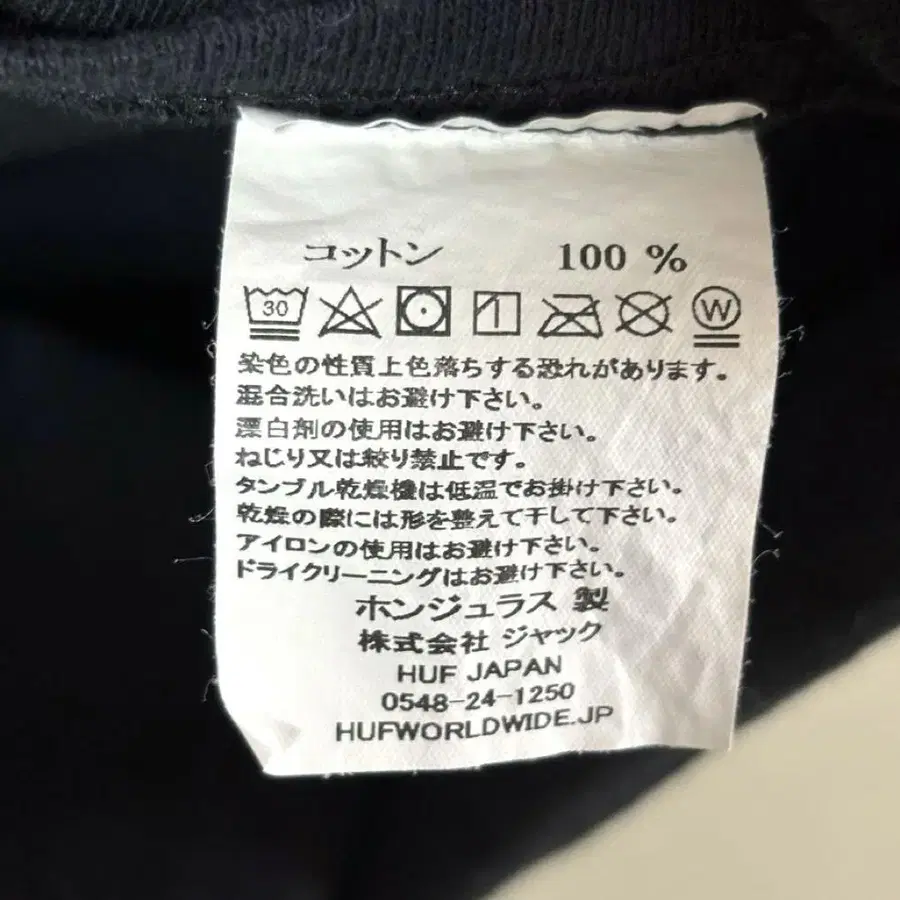 コットン 100 %
30 W
染色の性質上色落ちする恐れがあります。
混合洗いはお避け下さい。
漂白剤の使用はお避け下さい。
ねじり又は絞り禁止です。
タンブル乾燥機は低温でお掛け下さい。
乾燥の際には形を整えて干して下さい。
アイロンの使用はお避け下さい。
ドライクリーニングはお避け下さい。
ホンジュラス 製
株式会社 ジャック
HUF JAPAN
0548-24-1250
HUFWORLDWIDE.JP